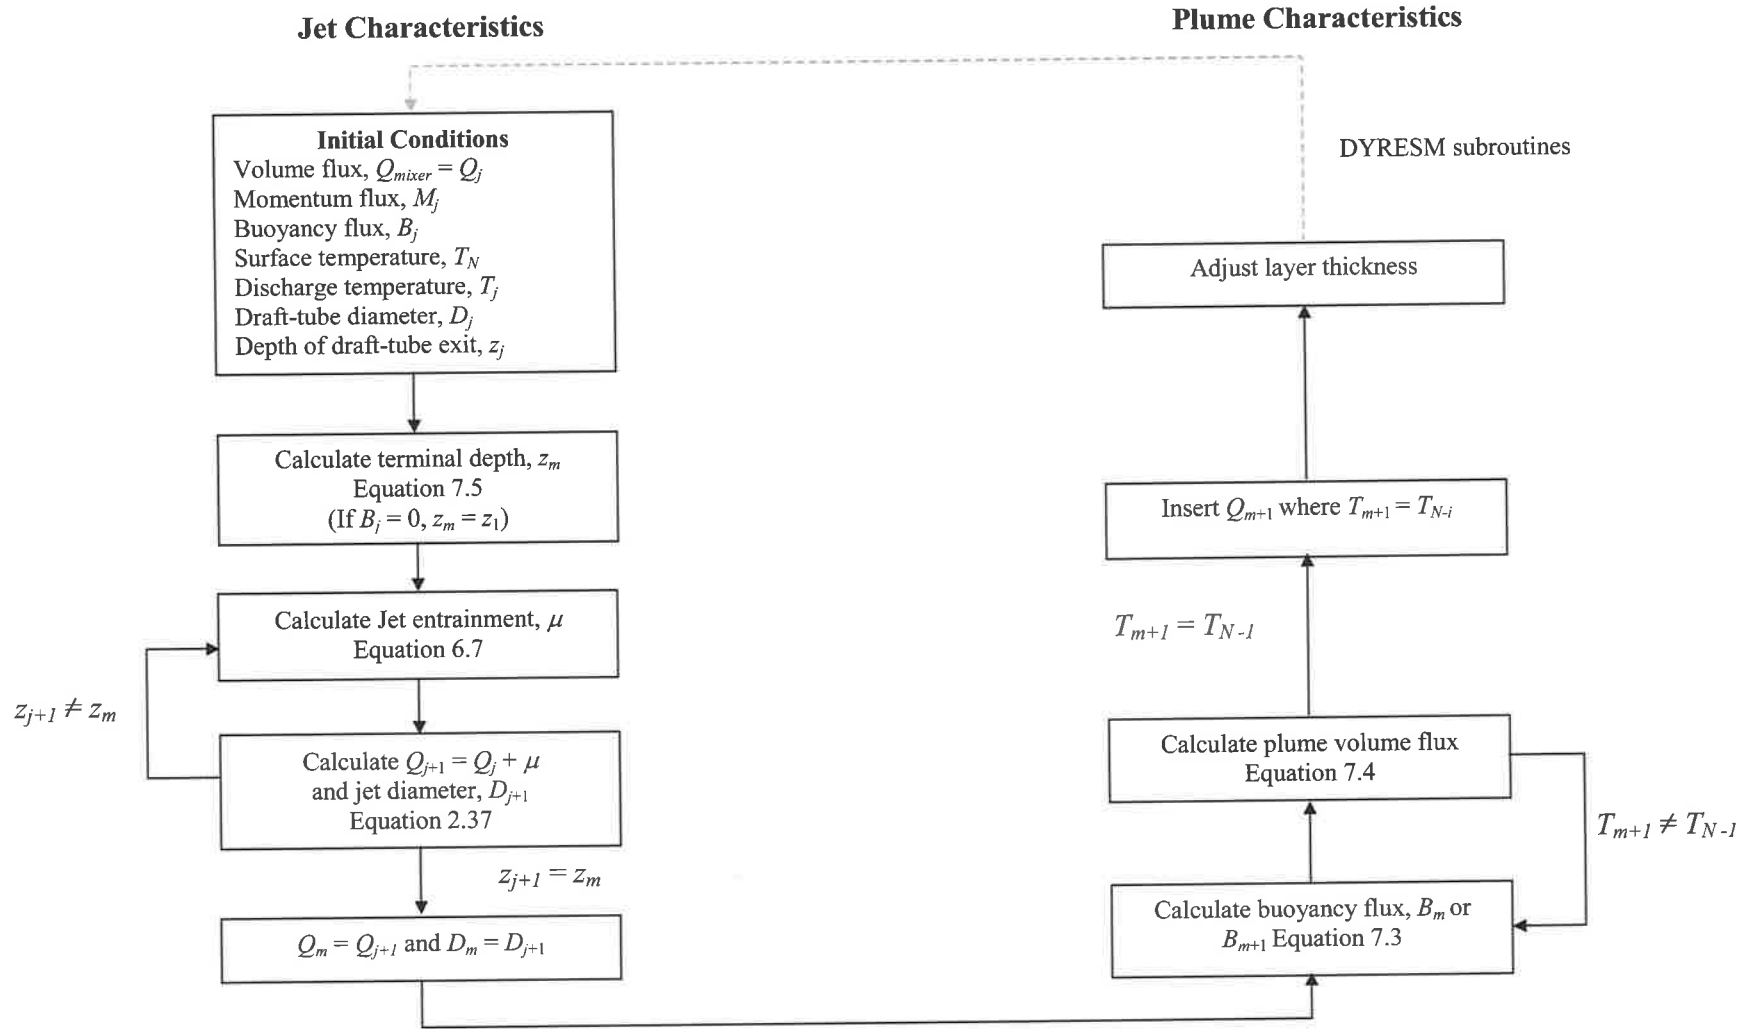 Jet Characteristics
Initial Conditions
Volume flux, Q_mixer = Q_j
Momentum flux, M_j
Buoyancy flux, B_j
Surface temperature, T_N
Discharge temperature, T_j
Draft-tube diameter, D_j
Depth of draft-tube exit, z_j
Calculate terminal depth, z_m
Equation 7.5
(If B_j = 0, z_m = z_1)
Calculate Jet entrainment, μ
Equation 6.7
z_j+1 ≠ z_m
Calculate Q_j+1 = Q_j + μ
and jet diameter, D_j+1
Equation 2.37
z_j+1 = z_m
Q_m = Q_j+1 and D_m = D_j+1
Plume Characteristics
DYRESM subroutines
Adjust layer thickness
Insert Q_m+1 where T_m+1 = T_N-i
T_m+1 = T_N-1
Calculate plume volume flux
Equation 7.4
T_m+1 ≠ T_N-1
Calculate buoyancy flux, B_m or
B_m+1 Equation 7.3